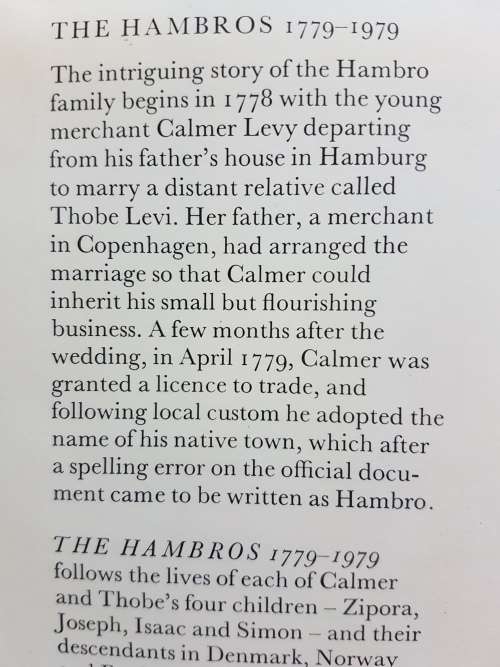 THE HAMBROS 1779–1979
The intriguing story of the Hambro
family begins in 1778 with the young
merchant Calmer Levy departing
from his father's house in Hamburg
to marry a distant relative called
Thobe Levi. Her father, a merchant
in Copenhagen, had arranged the
marriage so that Calmer could
inherit his small but flourishing
business. A few months after the
wedding, in April 1779, Calmer was
granted a licence to trade, and
following local custom he adopted the
name of his native town, which after
a spelling error on the official docu-
ment came to be written as Hambro.
THE HAMBROS 1779–1979
follows the lives of each of Calmer
and Thobe's four children – Zipora,
Joseph, Isaac and Simon – and their
descendants in Denmark, Norway